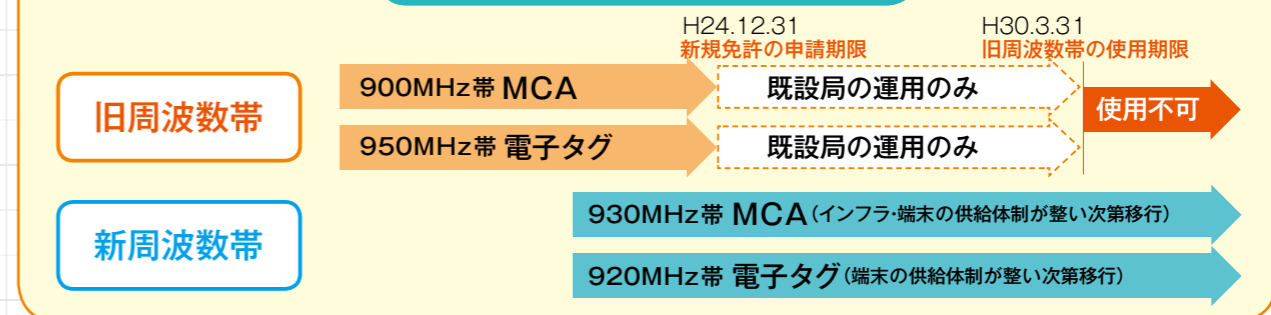 H24.12.31
新規免許の申請期限
H30.3.31
旧周波数帯の使用期限
旧周波数帯
900MHz帯 MCA
既設局の運用のみ
950MHz帯 電子タグ
既設局の運用のみ
使用不可
新周波数帯
930MHz帯 MCA(インフラ・端末の供給体制が整い次第移行)
920MHz帯 電子タグ(端末の供給体制が整い次第移行)